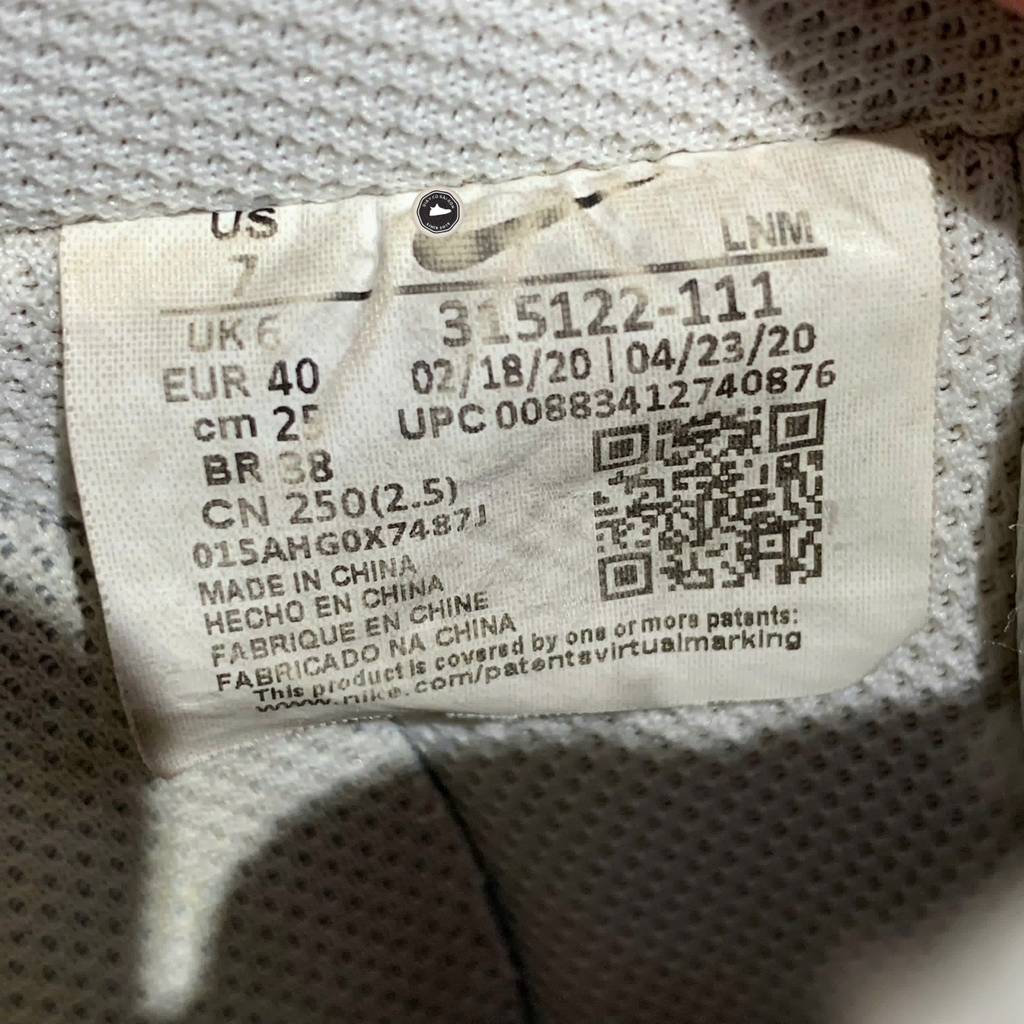 US
7
UK 6
EUR 40
cm 25
BR 38
CN 250(2.5)
015AHG0X7487J
MADE IN CHINA
HECHO EN CHINA
FABRIQUE EN CHINE
FABRICADO NA CHINA
This product is covered by one or more patents:
www.nike.com/patentsvirtualmarking
LNM
315122-111
02/18/20 | 04/23/20
UPC 00883412740876